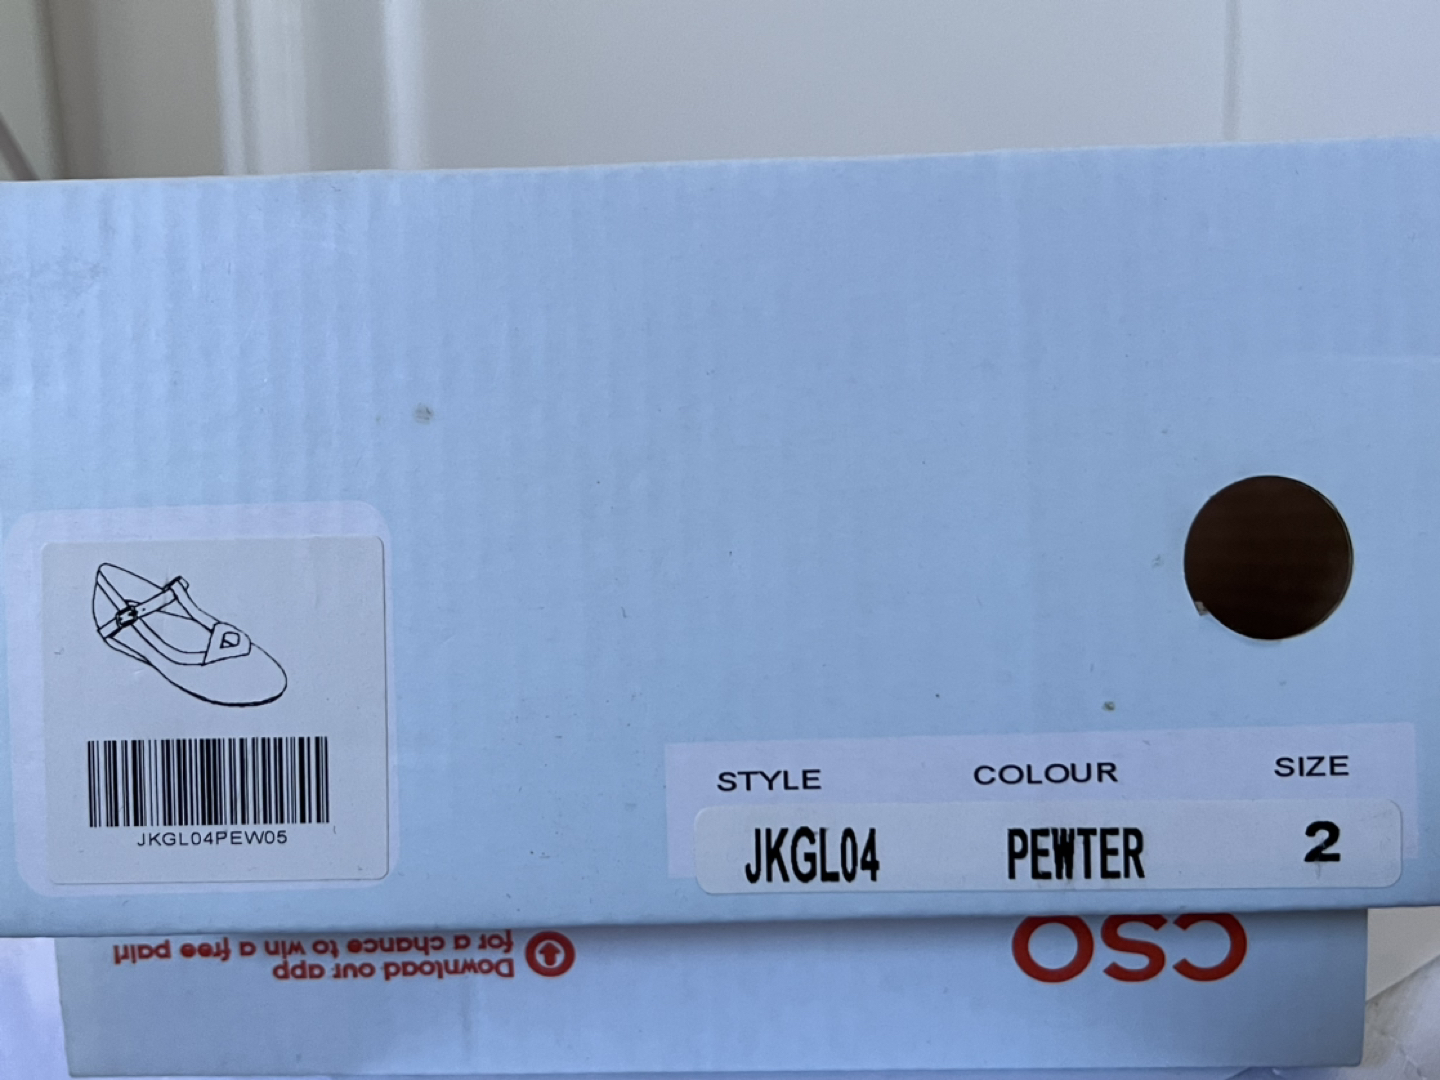 JKGL04PEW05
STYLE COLOUR SIZE
JKGL04 PEWTER 2
Download our app
for a chance to win a free pair!
CSO